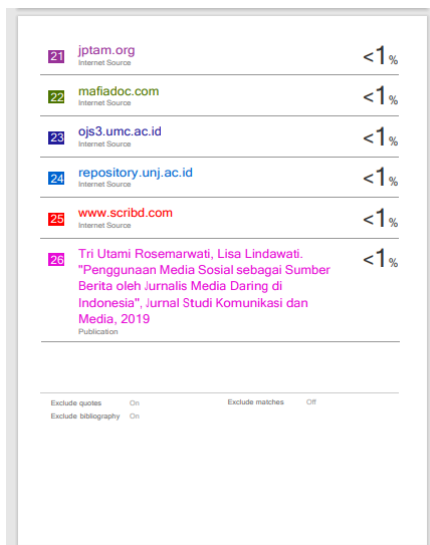 21 jptam.org <1%
Internet Source
22 mafiadoc.com <1%
Internet Source
23 ojs3.umc.ac.id <1%
Internet Source
24 repository.unj.ac.id <1%
Internet Source
25 www.scribd.com <1%
Internet Source
26 Tri Utami Rosemarwati, Lisa Lindawati. <1%
"Penggunaan Media Sosial sebagai Sumber
Berita oleh Jurnalis Media Daring di
Indonesia", Jurnal Studi Komunikasi dan
Media, 2019
Publication
Exclude quotes On Exclude matches Off
Exclude bibliography On